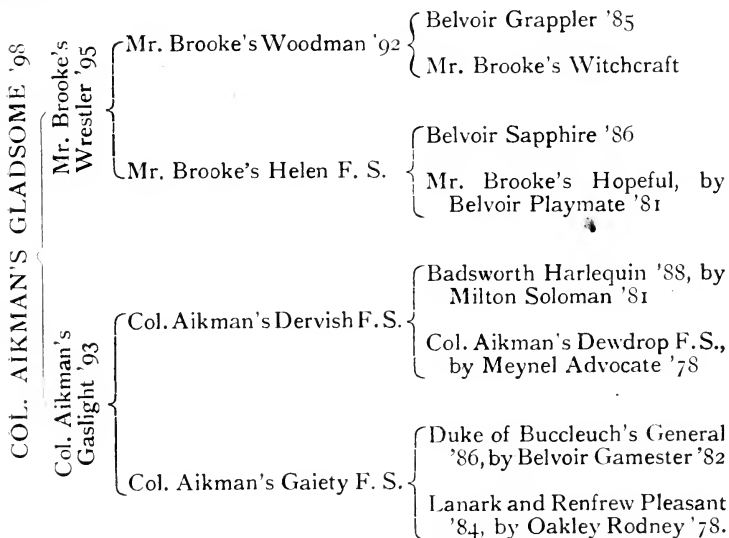 COL. AIKMAN'S GLADSOME '98
Mr. Brooke's
Wrestler '95
Mr. Brooke's Woodman '92
Belvoir Grappler '85
Mr. Brooke's Witchcraft
Mr. Brooke's Helen F. S.
Belvoir Sapphire '86
Mr. Brooke's Hopeful, by
Belvoir Playmate '81
Col. Aikman's
Gaslight '93
Col. Aikman's Dervish F. S.
Badsworth Harlequin '88, by
Milton Soloman '81
Col. Aikman's Dewdrop F.S.,
by Meynel Advocate '78
Col. Aikman's Gaiety F. S.
Duke of Buccleuch's General
'86, by Belvoir Gamester '82
Lanark and Renfrew Pleasant
'84, by Oakley Rodney '78.